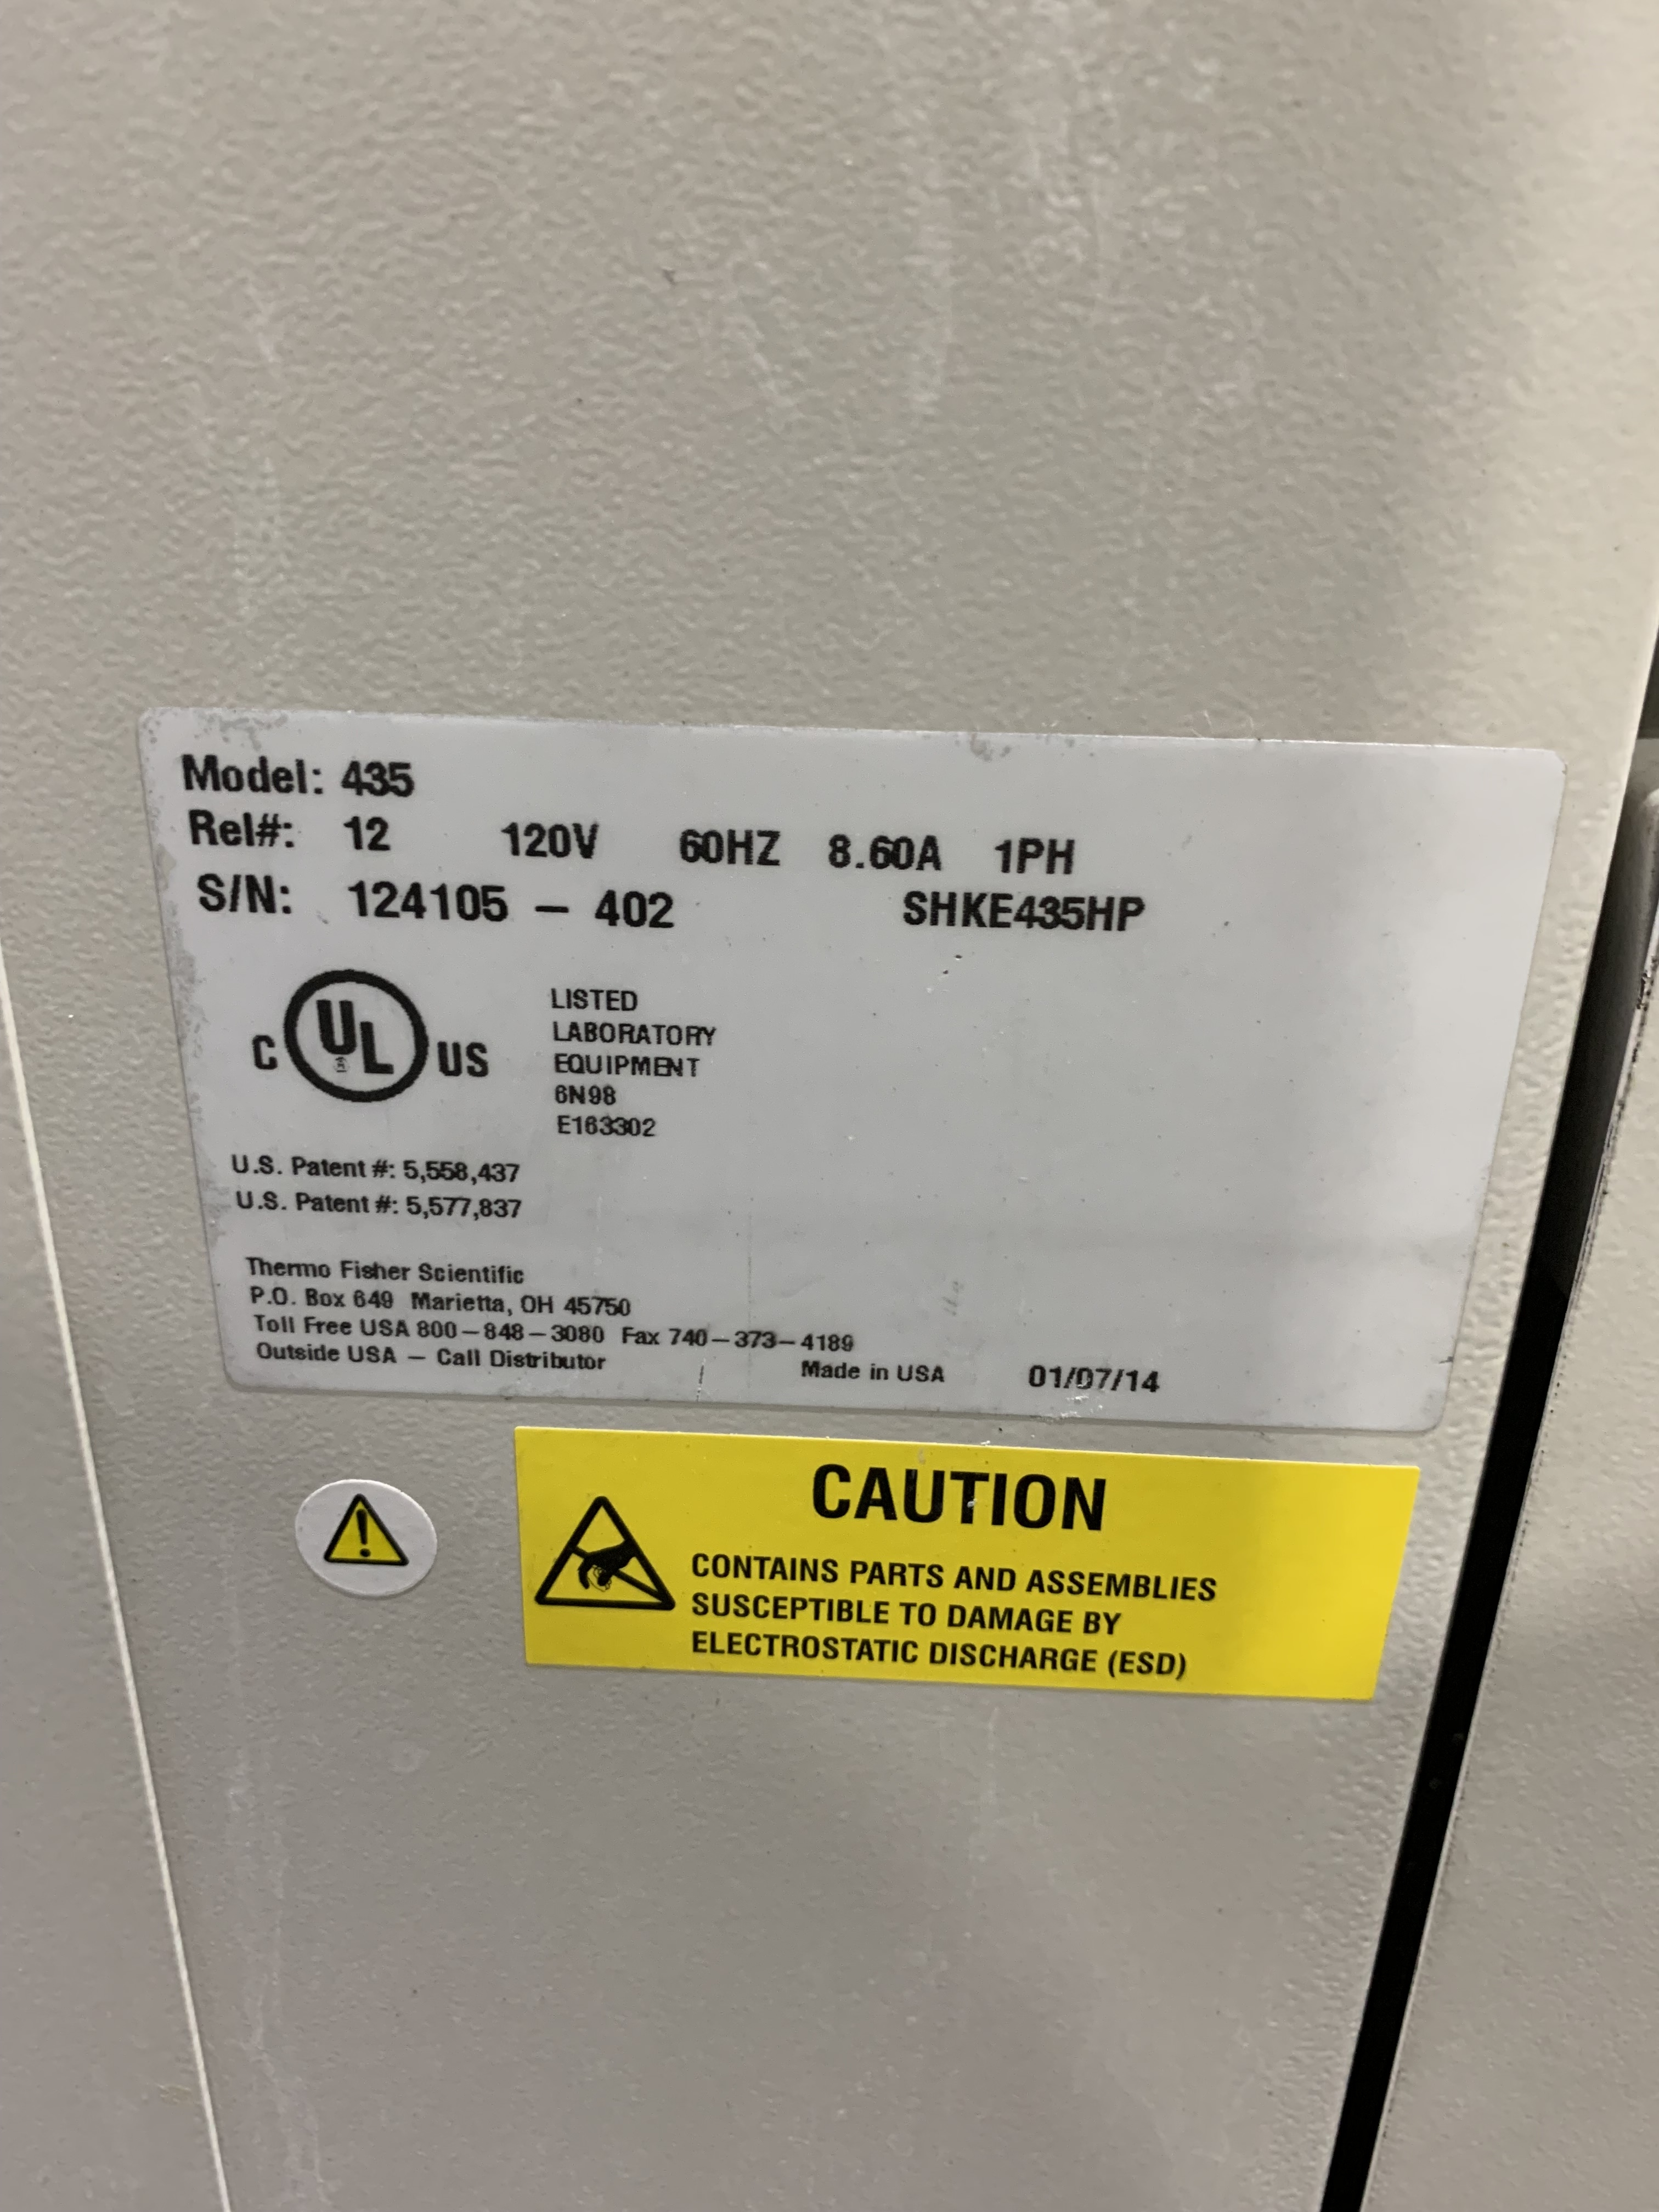 Model: 435
Rel#: 12 120V 60HZ 8.60A 1PH
S/N: 124105 – 402 SHKE435HP
C UL US
LISTED
LABORATORY
EQUIPMENT
6N98
E163302
U.S. Patent #: 5,558,437
U.S. Patent #: 5,577,837
Thermo Fisher Scientific
P.O. Box 649 Marietta, OH 45750
Toll Free USA 800–848–3080 Fax 740–373–4189
Outside USA – Call Distributor Made in USA 01/07/14
CAUTION
CONTAINS PARTS AND ASSEMBLIES
SUSCEPTIBLE TO DAMAGE BY
ELECTROSTATIC DISCHARGE (ESD)